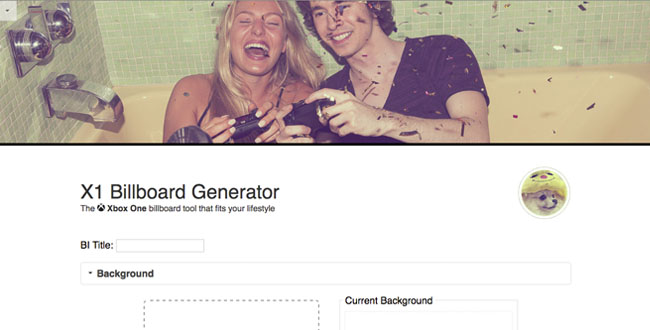 X1 Billboard Generator
The Xbox One billboard tool that fits your lifestyle
BI Title:
Background
Current Background